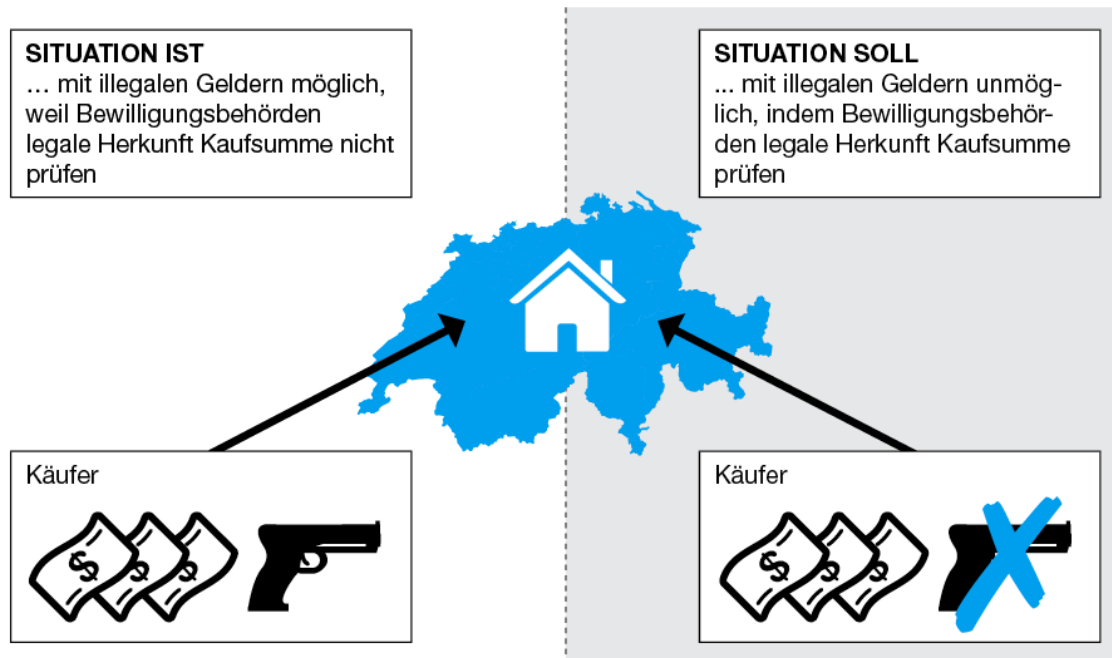 SITUATION IST
… mit illegalen Geldern möglich,
weil Bewilligungsbehörden
legale Herkunft Kaufsumme nicht
prüfen
SITUATION SOLL
... mit illegalen Geldern unmög-
lich, indem Bewilligungsbehör-
den legale Herkunft Kaufsumme
prüfen
Käufer
$ $ $
Käufer
$ $ $